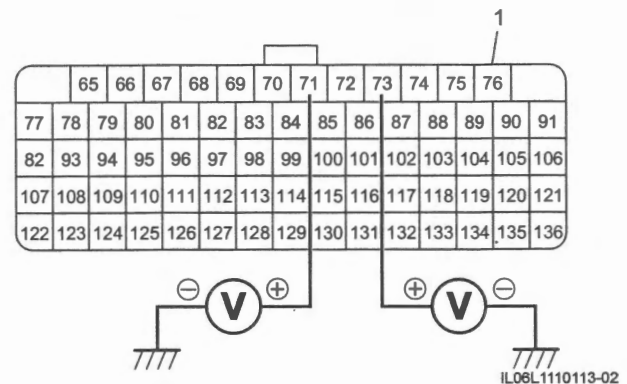 1
65 66 67 68 69 70 71 72 73 74 75 76
77 78 79 80 81 82 83 84 85 86 87 88 89 90 91
82 93 94 95 96 97 98 99 100 101 102 103 104 105 106
107 108 109 110 111 112 113 114 115 116 117 118 119 120 121
122 123 124 125 126 127 128 129 130 131 132 133 134 135 136
− V + + V −
IL06L1110113-02